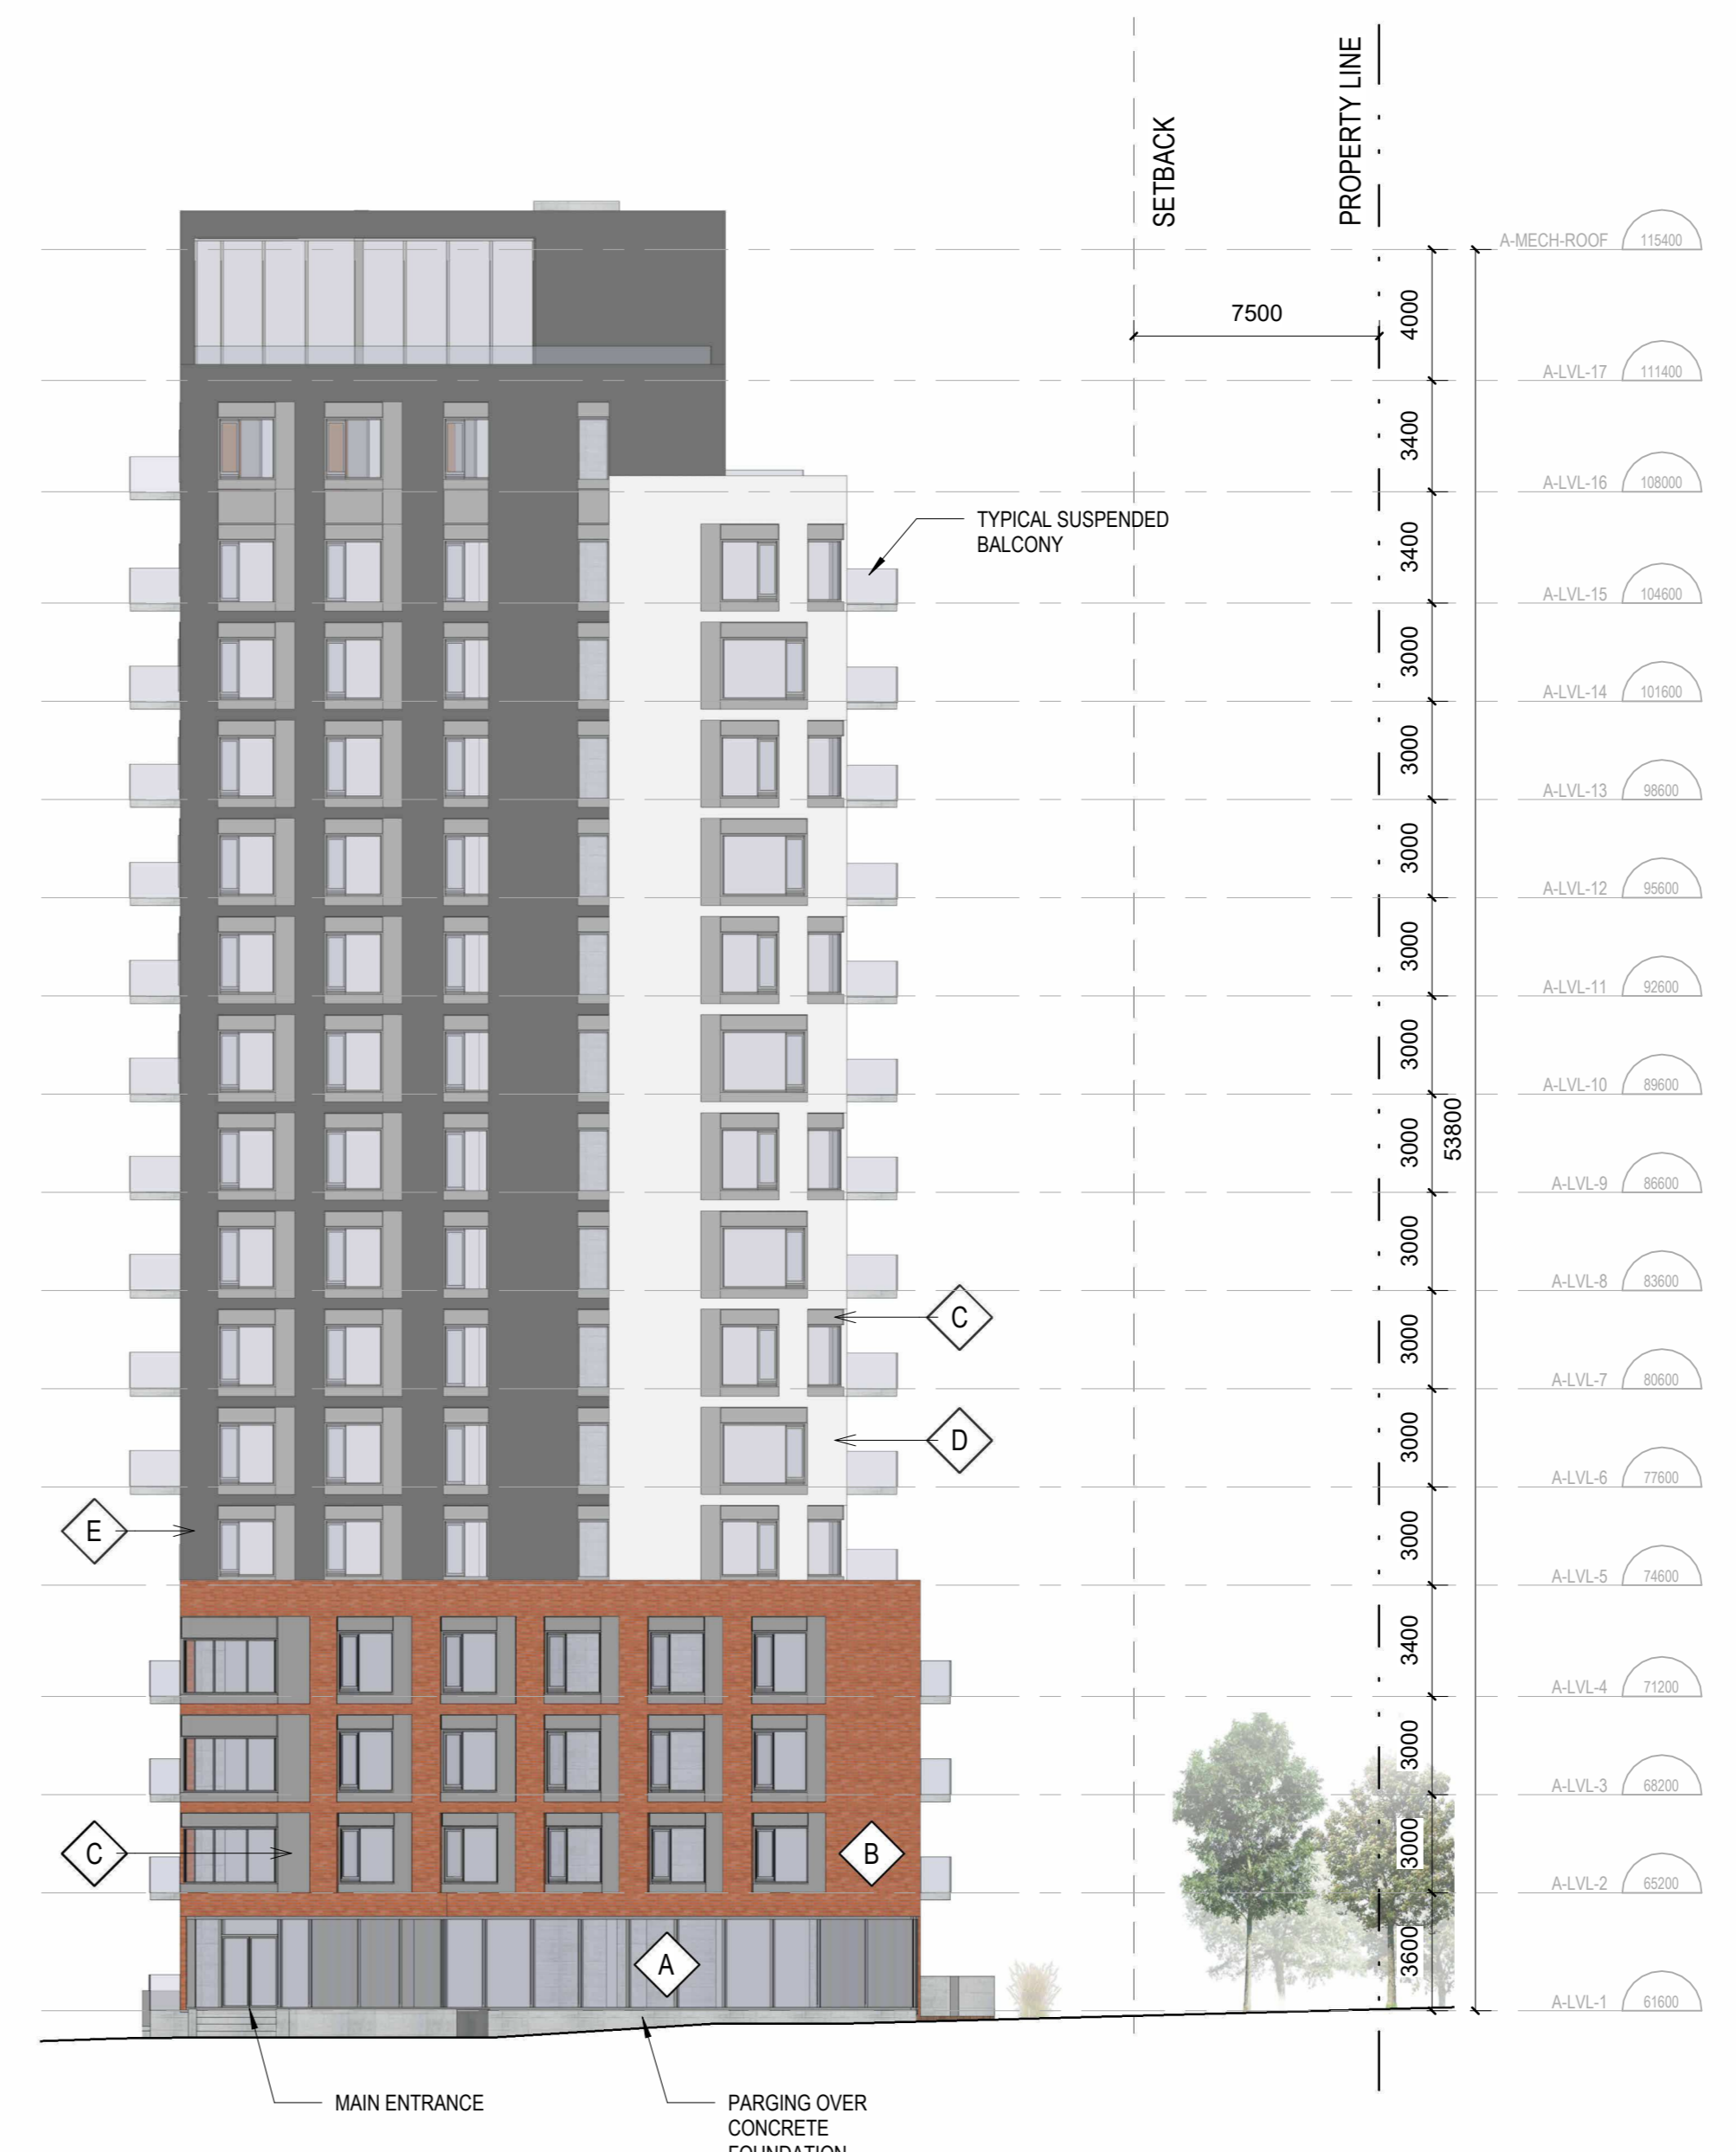 PROPERTY LINE
SETBACK
A-MECH-ROOF 115400
7500
4000
A-LVL-17 111400
3400
A-LVL-16 108000
TYPICAL SUSPENDED
BALCONY
3400
A-LVL-15 104600
3000
A-LVL-14 101600
3000
A-LVL-13 98600
3000
A-LVL-12 95600
3000
A-LVL-11 92600
3000
A-LVL-10 89600
3000
53800
A-LVL-9 86600
3000
A-LVL-8 83600
C
3000
A-LVL-7 80600
D
3000
A-LVL-6 77600
E
3000
A-LVL-5 74600
3400
A-LVL-4 71200
3000
A-LVL-3 68200
C
B
3000
A-LVL-2 65200
A
3600
A-LVL-1 61600
MAIN ENTRANCE
PARGING OVER
CONCRETE
FOUNDATION